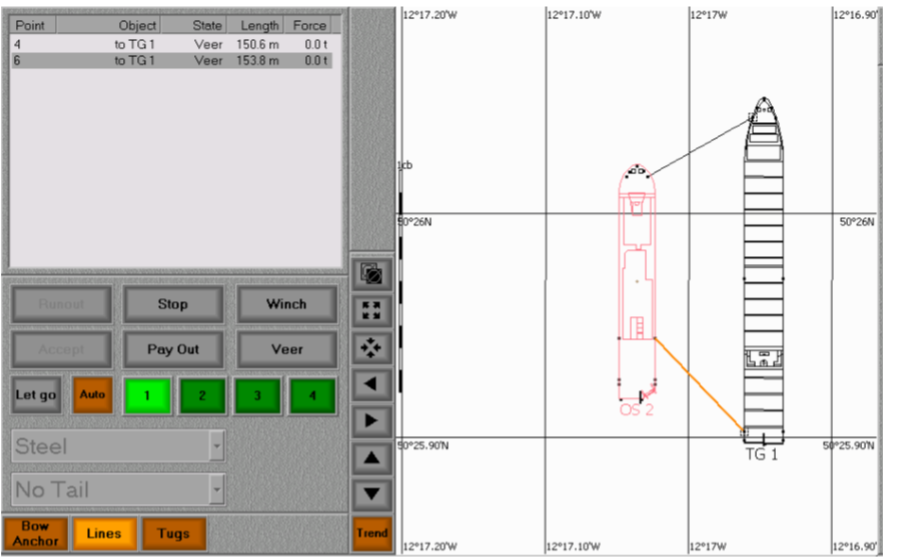 Point Object State Length Force
4 to TG 1 Veer 150.6 m 0.0 t
6 to TG 1 Veer 153.8 m 0.0 t
Runout Stop Winch
Accept Pay Out Veer
Let go Auto 1 2 3 4
Steel
No Tail
Bow Anchor Lines Tugs Trend
12°17.20'W 12°17.10'W 12°17'W 12°16.90'
1cb
50°26N 50°26N
OS 2
50°25.90'N 50°25.90'N
TG 1
12°17.20'W 12°17.10'W 12°17'W 12°16.90'